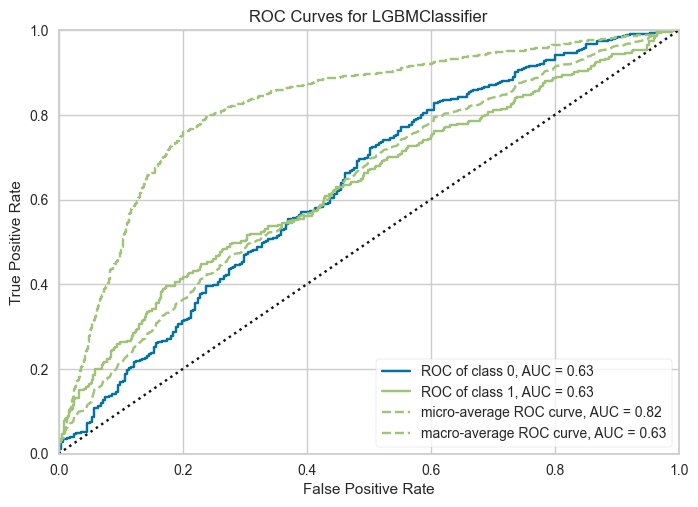 ROC Curves for LGBMClassifier
1.0
0.8
0.6
0.4
0.2
0.0
True Positive Rate
ROC of class 0, AUC = 0.63
ROC of class 1, AUC = 0.63
micro-average ROC curve, AUC = 0.82
macro-average ROC curve, AUC = 0.63
0.0 0.2 0.4 0.6 0.8 1.0
False Positive Rate